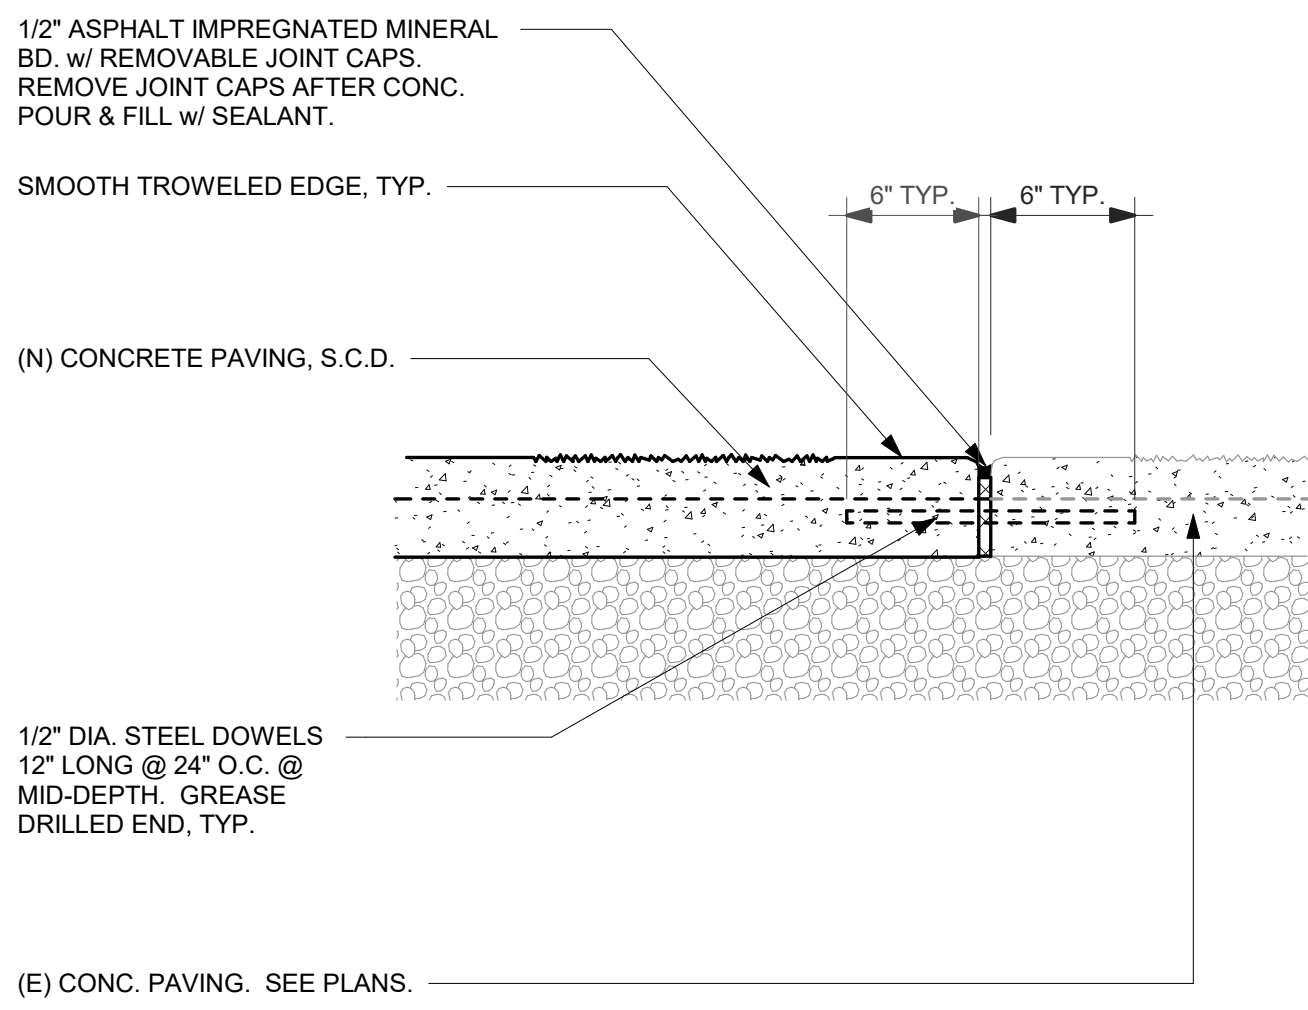 1/2" ASPHALT IMPREGNATED MINERAL
BD. w/ REMOVABLE JOINT CAPS.
REMOVE JOINT CAPS AFTER CONC.
POUR & FILL w/ SEALANT.
SMOOTH TROWELED EDGE, TYP.
6" TYP.
6" TYP.
(N) CONCRETE PAVING, S.C.D.
1/2" DIA. STEEL DOWELS
12" LONG @ 24" O.C. @
MID-DEPTH. GREASE
DRILLED END, TYP.
(E) CONC. PAVING. SEE PLANS.